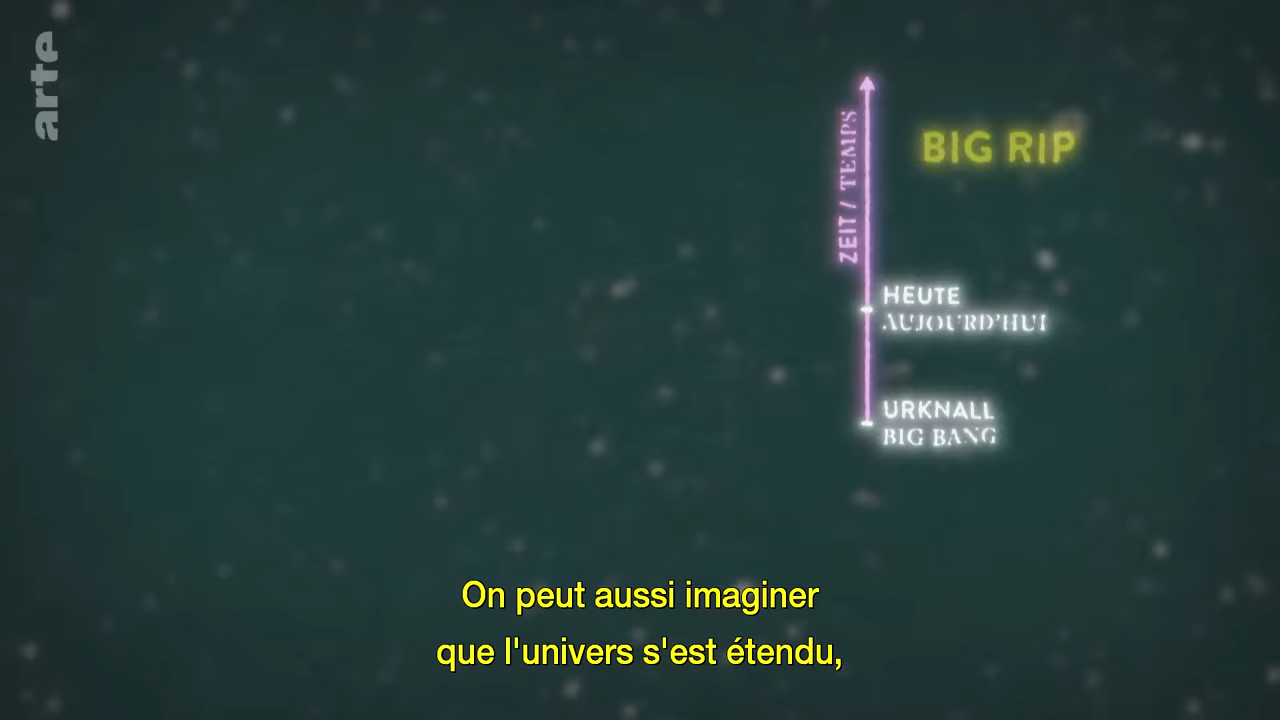 arte
BIG RIP
ZEIT / TEMPS
HEUTE
AUJOURD'HUI
URKNALL
BIG BANG
On peut aussi imaginer
que l'univers s'est étendu,